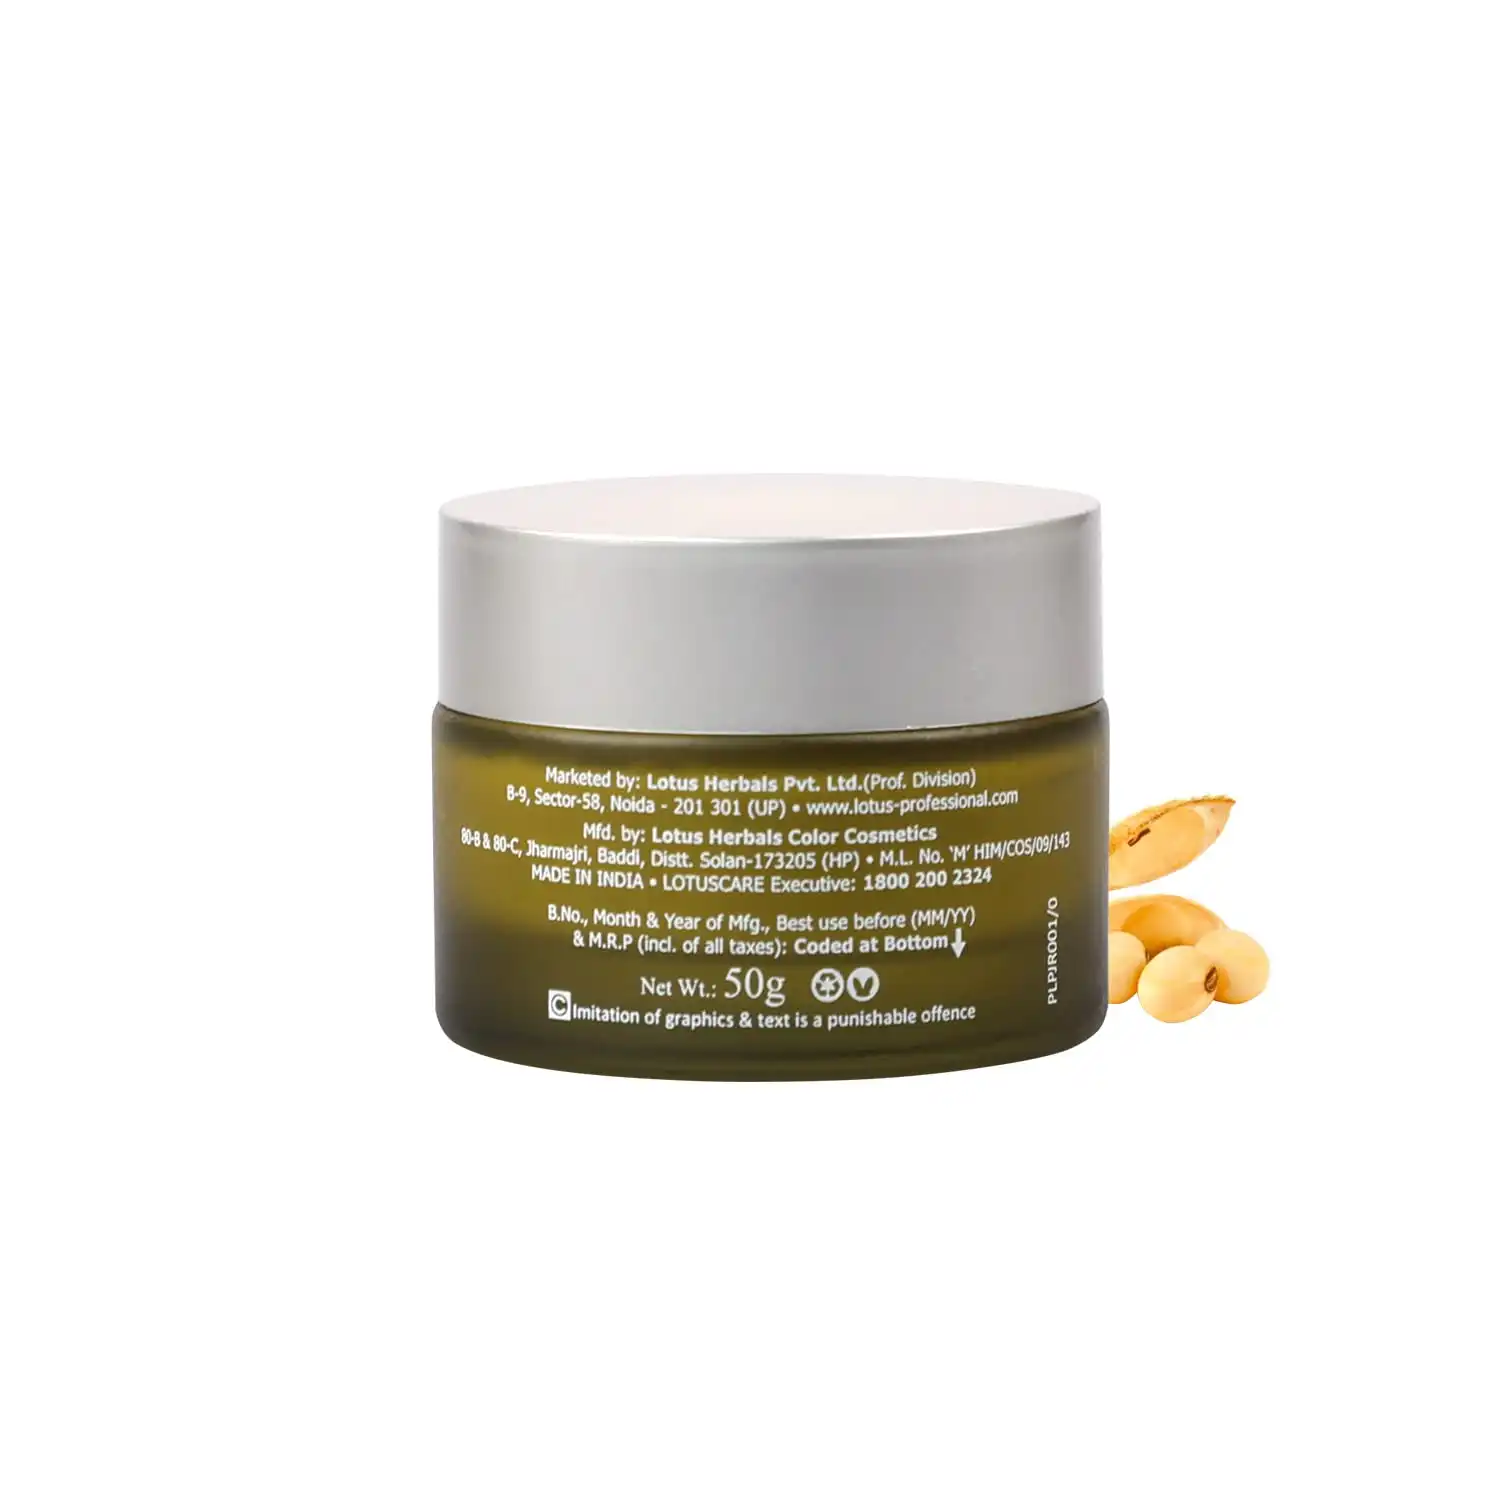 Marketed by: Lotus Herbals Pvt. Ltd.(Prof. Division)
B-9, Sector-58, Noida - 201 301 (UP) • www.lotus-professional.com
Mfd. by: Lotus Herbals Color Cosmetics
80-B & 80-C, Jharmajri, Baddi, Distt. Solan-173205 (HP) • M.L. No. 'M' HIM/COS/09/143
MADE IN INDIA • LOTUSCARE Executive: 1800 200 2324
B.No., Month & Year of Mfg., Best use before (MM/YY)
& M.R.P (incl. of all taxes): Coded at Bottom
Net Wt.: 50g
C Imitation of graphics & text is a punishable offence
PLPJR001/O